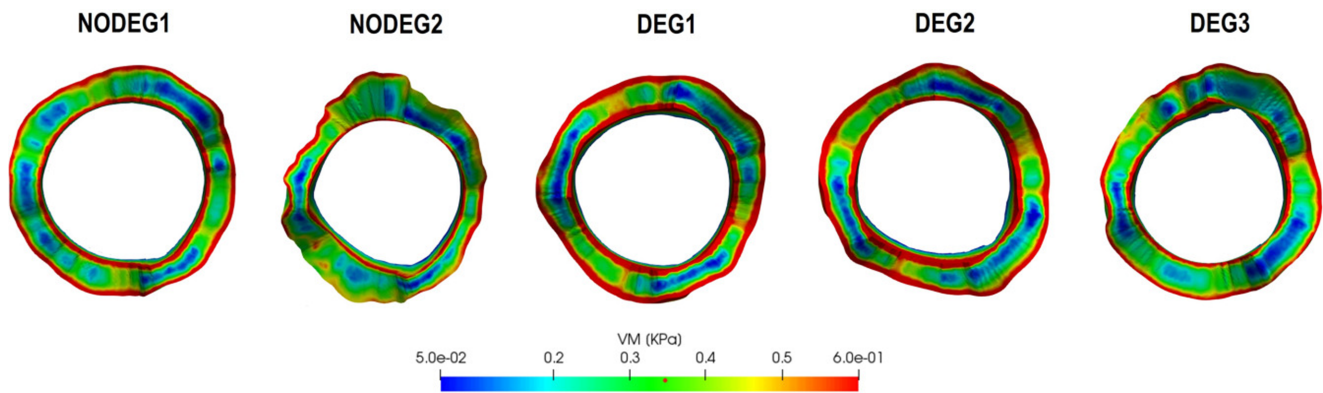 NODEG1 NODEG2 DEG1 DEG2 DEG3
VM (KPa)
5.0e-02 0.2 0.3 0.4 0.5 6.0e-01